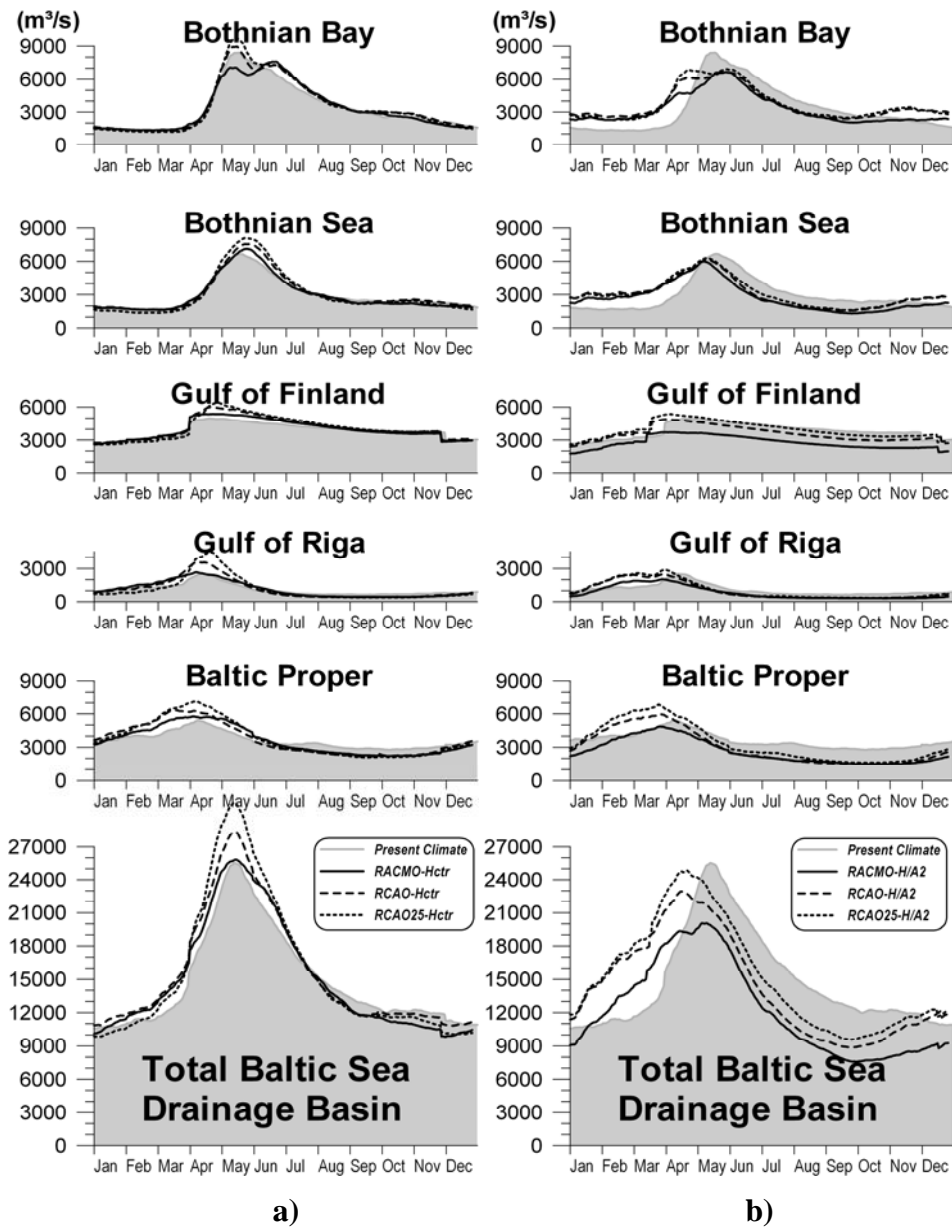 (m³/s)
Bothnian Bay
9000
6000
3000
0
Jan Feb Mar Apr May Jun Jul Aug Sep Oct Nov Dec
Bothnian Sea
9000
6000
3000
0
Jan Feb Mar Apr May Jun Jul Aug Sep Oct Nov Dec
Gulf of Finland
6000
3000
0
Jan Feb Mar Apr May Jun Jul Aug Sep Oct Nov Dec
Gulf of Riga
3000
0
Jan Feb Mar Apr May Jun Jul Aug Sep Oct Nov Dec
Baltic Proper
9000
6000
3000
0
Jan Feb Mar Apr May Jun Jul Aug Sep Oct Nov Dec
27000
24000
21000
18000
15000
12000
9000
6000
3000
0
Present Climate
RACMO-Hctr
RCAO-Hctr
RCAO25-Hctr
Total Baltic Sea
Drainage Basin
Jan Feb Mar Apr May Jun Jul Aug Sep Oct Nov Dec
a)
(m³/s)
Bothnian Bay
9000
6000
3000
0
Jan Feb Mar Apr May Jun Jul Aug Sep Oct Nov Dec
Bothnian Sea
9000
6000
3000
0
Jan Feb Mar Apr May Jun Jul Aug Sep Oct Nov Dec
Gulf of Finland
6000
3000
0
Jan Feb Mar Apr May Jun Jul Aug Sep Oct Nov Dec
Gulf of Riga
3000
0
Jan Feb Mar Apr May Jun Jul Aug Sep Oct Nov Dec
Baltic Proper
9000
6000
3000
0
Jan Feb Mar Apr May Jun Jul Aug Sep Oct Nov Dec
27000
24000
21000
18000
15000
12000
9000
6000
3000
0
Present Climate
RACMO-H/A2
RCAO-H/A2
RCAO25-H/A2
Total Baltic Sea
Drainage Basin
Jan Feb Mar Apr May Jun Jul Aug Sep Oct Nov Dec
b)